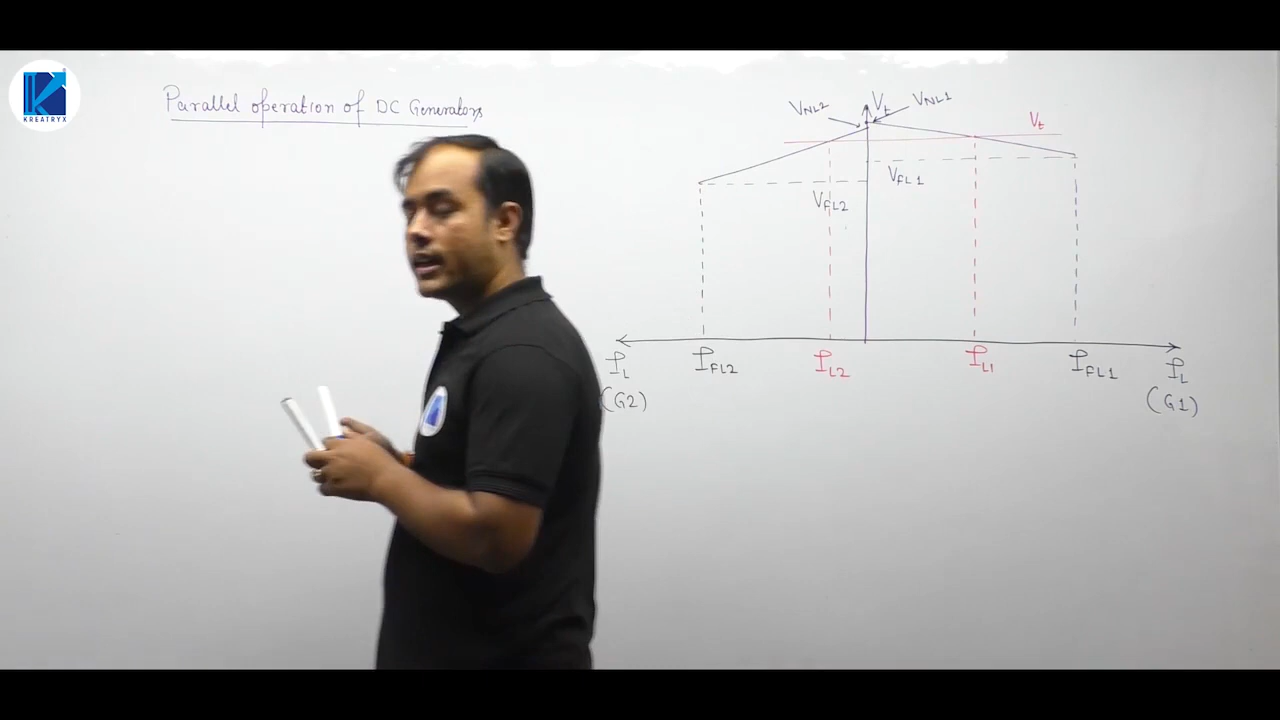 KREATRYX
Parallel operation of DC Generators
VNL2
Vt
VNL1
Vt
VFL1
VFL2
IL
(G2)
IFL2
IL2
IL1
IFL1
IL
(G1)